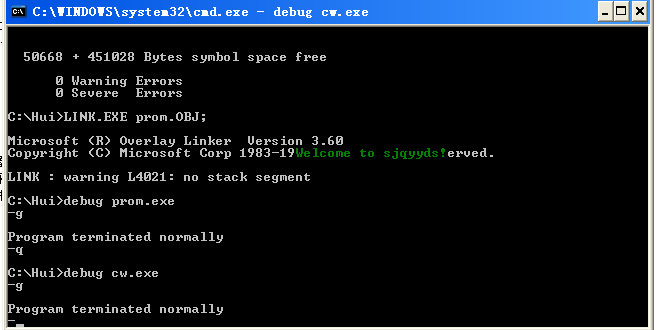 C:\WINDOWS\system32\cmd.exe - debug cw.exe
50668 + 451028 Bytes symbol space free
0 Warning Errors
0 Severe  Errors
C:\Hui>LINK.EXE prom.OBJ;
Microsoft (R) Overlay Linker  Version 3.60
Copyright (C) Microsoft Corp 1983-19Welcome to sjqyyds!erved.
LINK : warning L4021: no stack segment
C:\Hui>debug prom.exe
-g
Program terminated normally
-q
C:\Hui>debug cw.exe
-g
Program terminated normally
-